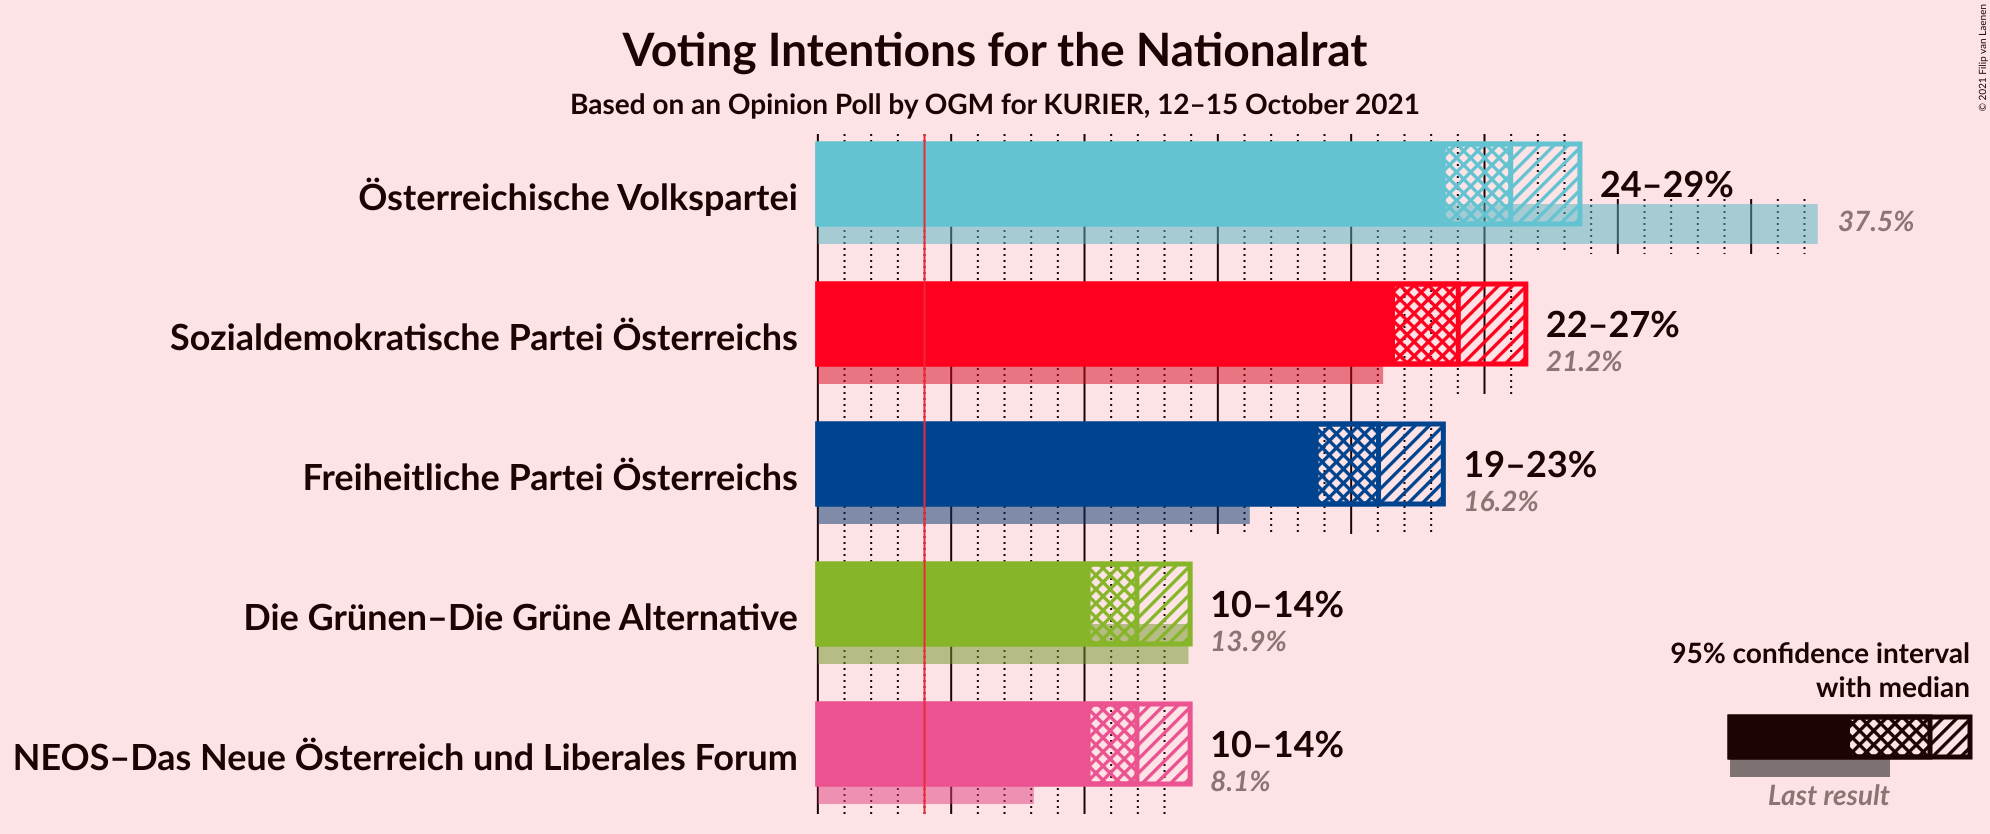 Voting Intentions for the Nationalrat
Based on an Opinion Poll by OGM for KURIER, 12–15 October 2021
© 2021 Filip van Laenen
Österreichische Volkspartei
24–29%
37.5%
Sozialdemokratische Partei Österreichs
22–27%
21.2%
Freiheitliche Partei Österreichs
19–23%
16.2%
Die Grünen–Die Grüne Alternative
10–14%
13.9%
NEOS–Das Neue Österreich und Liberales Forum
10–14%
8.1%
95% confidence interval
with median
Last result